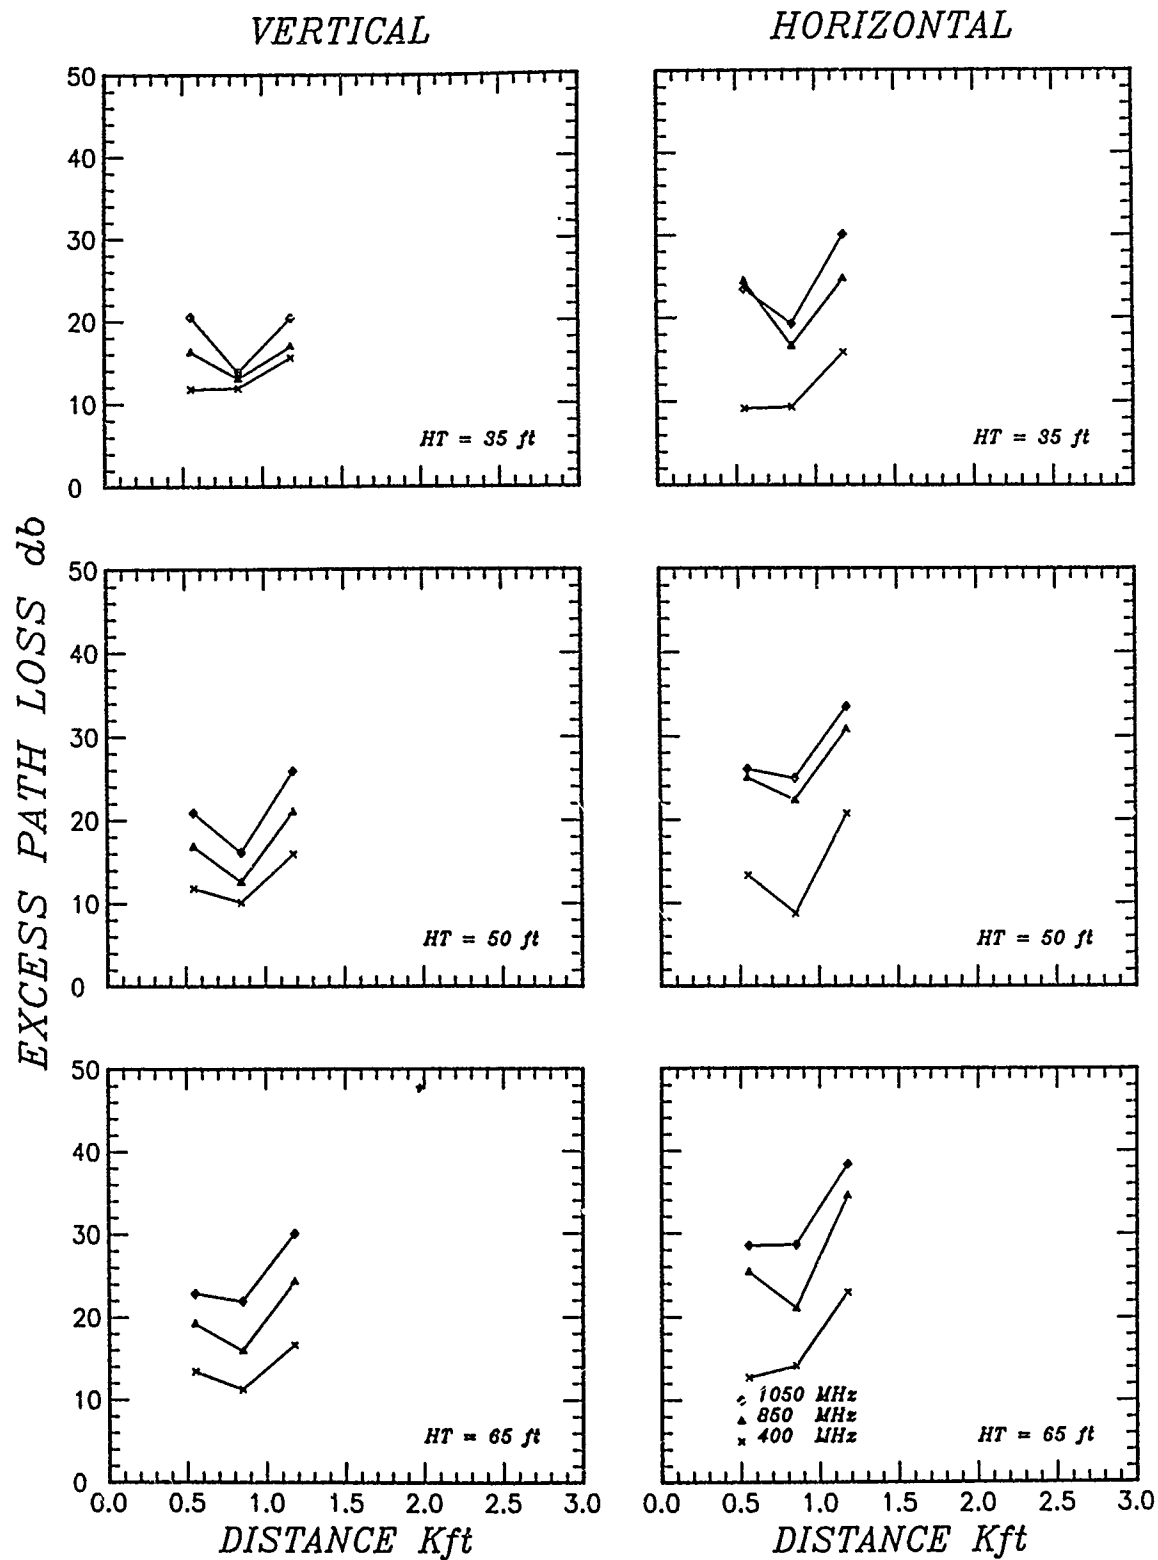 VERTICAL
HORIZONTAL
EXCESS PATH LOSS db
50
40
30
20
10
0
HT = 35 ft
HT = 35 ft
50
40
30
20
10
0
HT = 50 ft
HT = 50 ft
50
40
30
20
10
0
HT = 65 ft
1050 MHz
850 MHz
400 MHz
HT = 65 ft
0.0 0.5 1.0 1.5 2.0 2.5 3.0
0.0 0.5 1.0 1.5 2.0 2.5 3.0
DISTANCE Kft
DISTANCE Kft